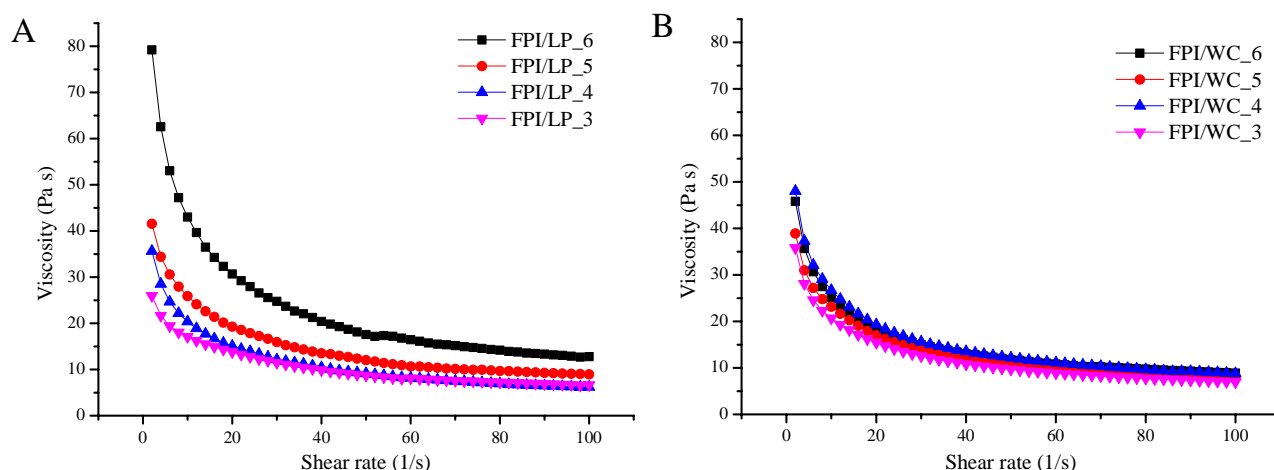 A
FPI/LP_6
FPI/LP_5
FPI/LP_4
FPI/LP_3
80
70
60
50
40
30
20
10
0
Viscosity (Pa s)
0 20 40 60 80 100
Shear rate (1/s)
B
FPI/WC_6
FPI/WC_5
FPI/WC_4
FPI/WC_3
80
70
60
50
40
30
20
10
0
Viscosity (Pa s)
0 20 40 60 80 100
Shear rate (1/s)